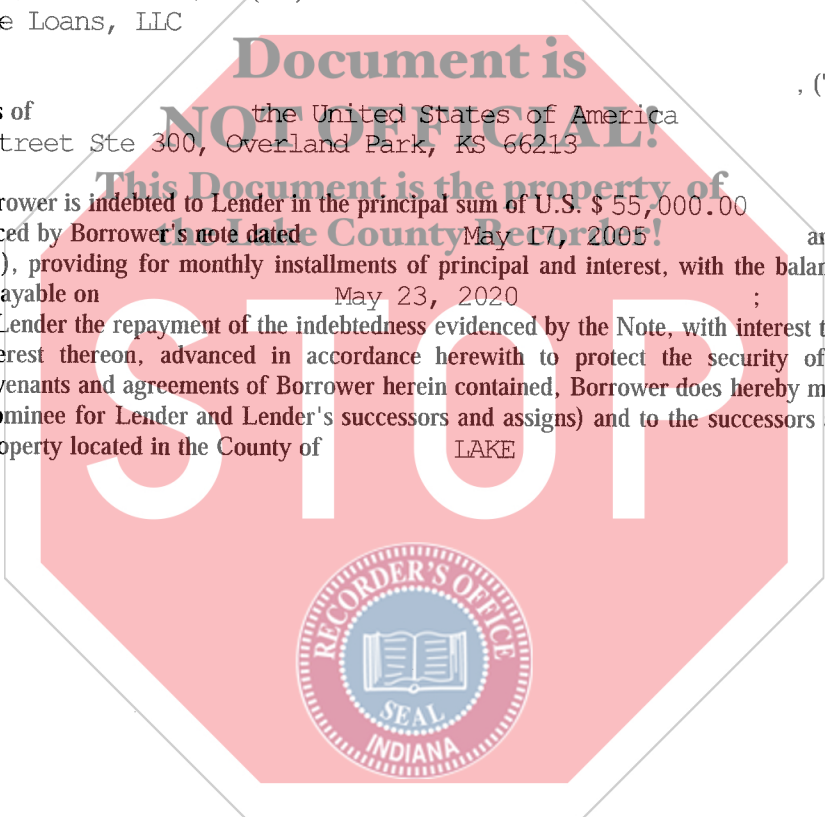 e Loans, LLC
Document is
, ("
s of the United States of America
NOT OFFICIAL!
treet Ste 300, Overland Park, KS 66213
This Document is the property of
rower is indebted to Lender in the principal sum of U.S. $ 55,000.00
the Lake County Recorder!
ced by Borrower's note dated May 17, 2005 an
), providing for monthly installments of principal and interest, with the balan
ayable on May 23, 2020 ;
Lender the repayment of the indebtedness evidenced by the Note, with interest t
erest thereon, advanced in accordance herewith to protect the security of
venants and agreements of Borrower herein contained, Borrower does hereby m
ominee for Lender and Lender's successors and assigns) and to the successors
operty located in the County of LAKE
STOP
RECORDER'S OFFICE
SEAL
INDIANA